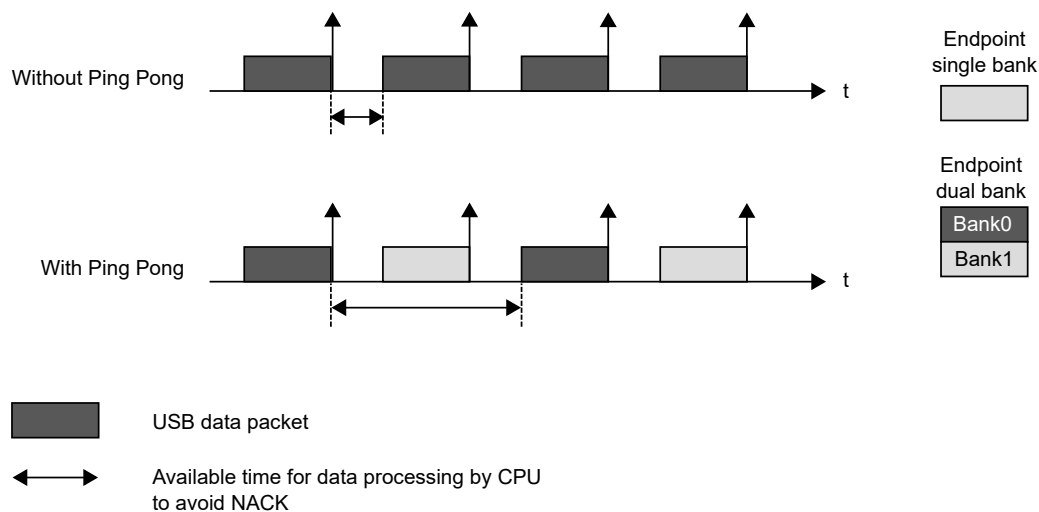 Without Ping Pong
t
Endpoint
single bank
Endpoint
dual bank
Bank0
Bank1
With Ping Pong
t
USB data packet
Available time for data processing by CPU
to avoid NACK